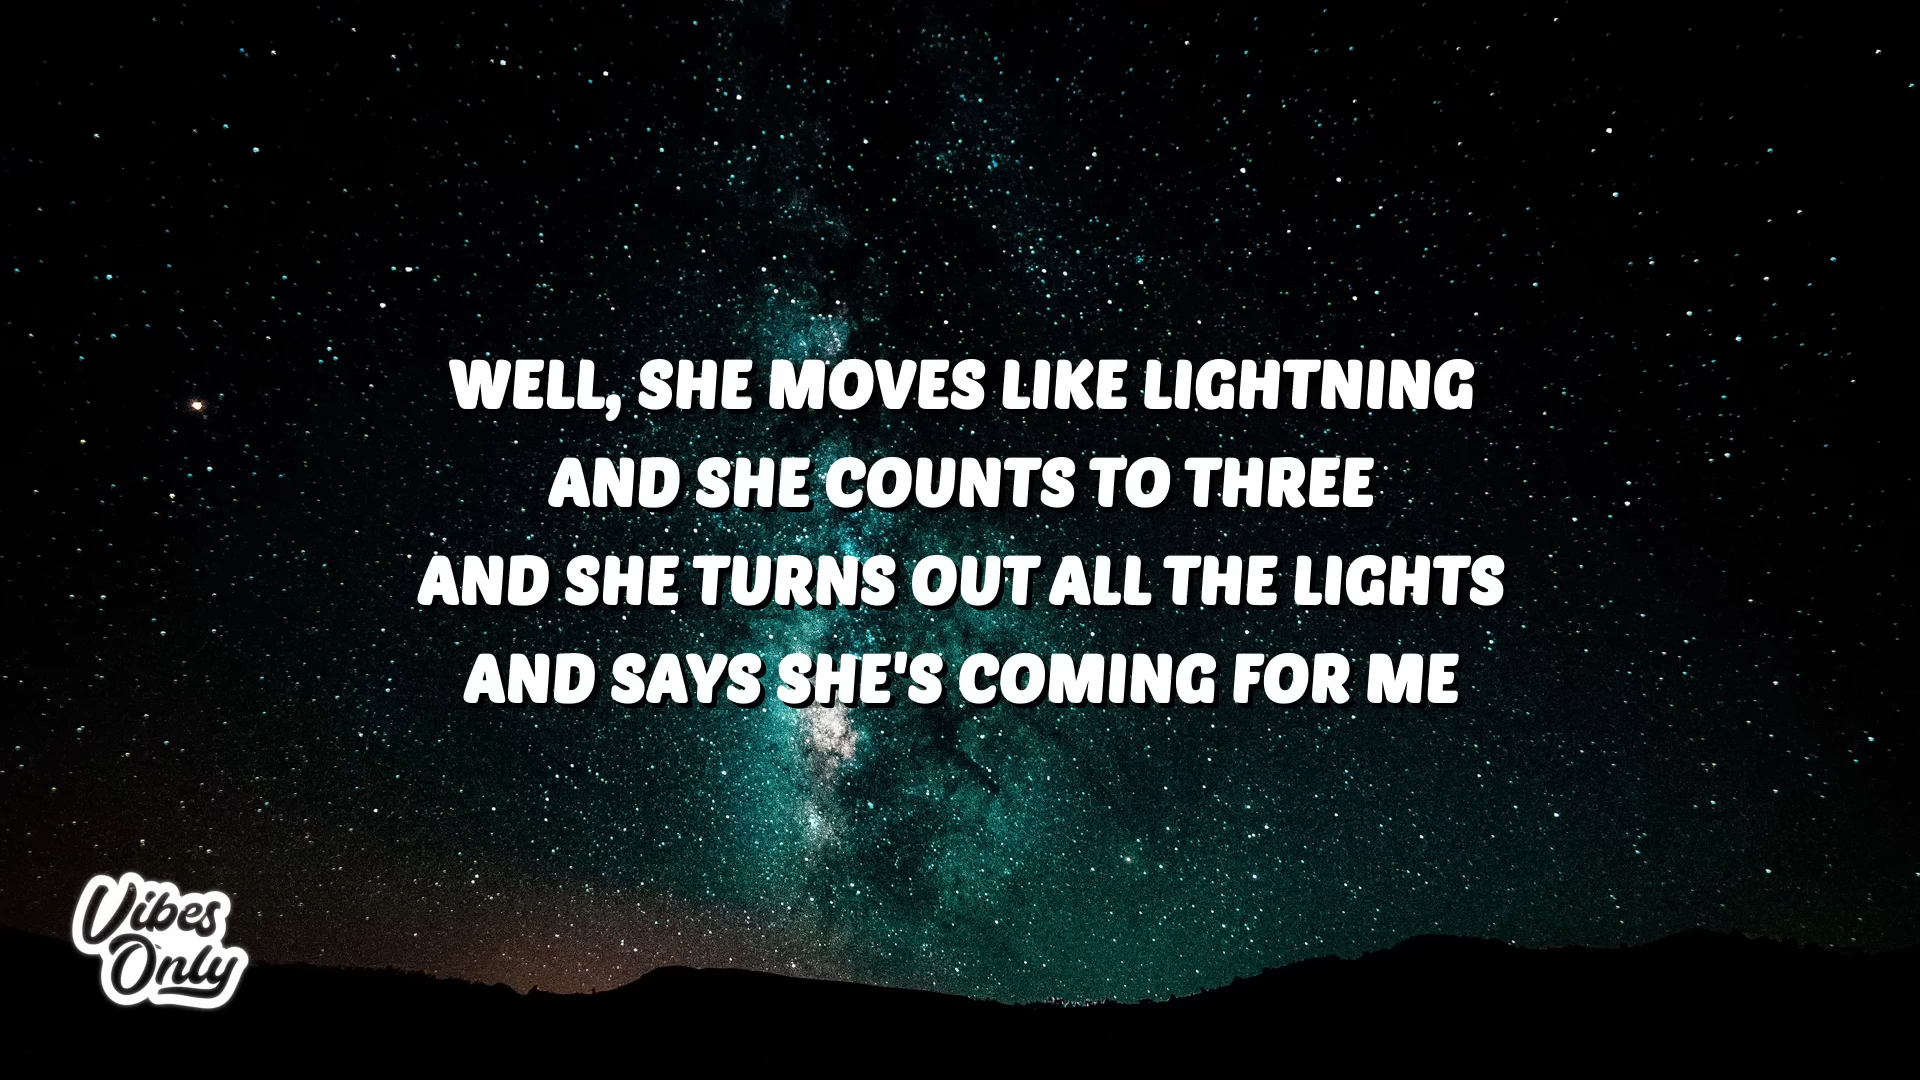 WELL, SHE MOVES LIKE LIGHTNING
AND SHE COUNTS TO THREE
AND SHE TURNS OUT ALL THE LIGHTS
AND SAYS SHE'S COMING FOR ME
Vibes
Only